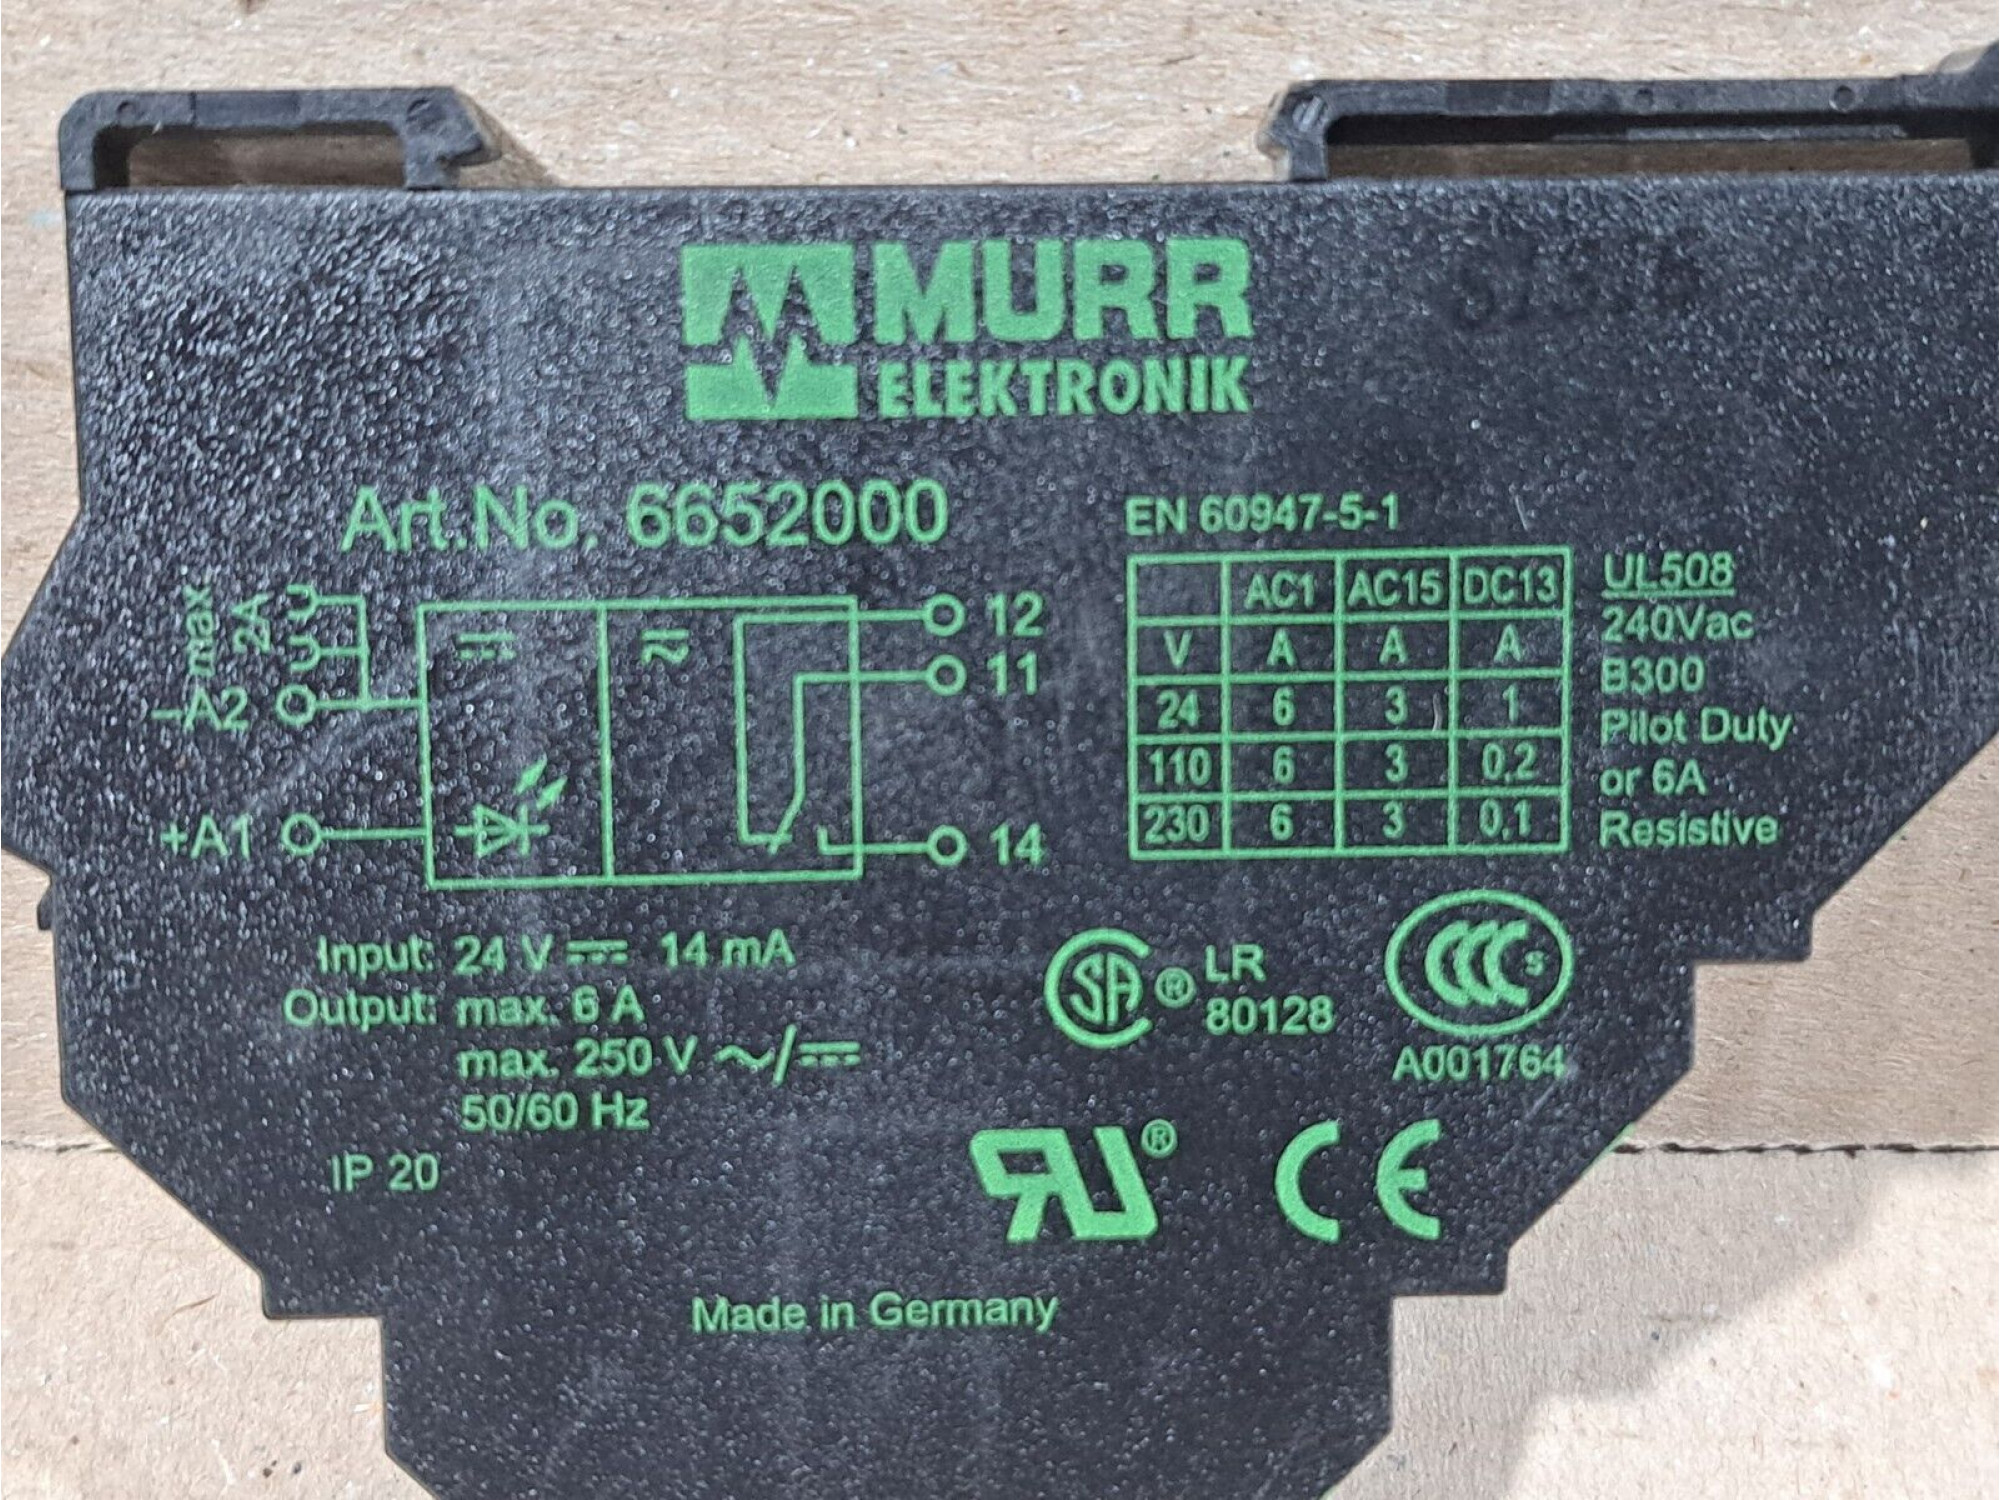 MURR
ELEKTRONIK
Art.No. 6652000
max
2A
-A2
+A1
12
11
14
EN 60947-5-1
AC1 AC15 DC13
V A A A
24 6 3 1
110 6 3 0.2
230 6 3 0.1
UL508
240Vac
B300
Pilot Duty
or 6A
Resistive
Input: 24 V ⎓ 14 mA
Output: max. 6 A
max. 250 V ~/⎓
50/60 Hz
IP 20
SA ® LR
80128
CCC S
A001764
RU ®
CE
Made in Germany